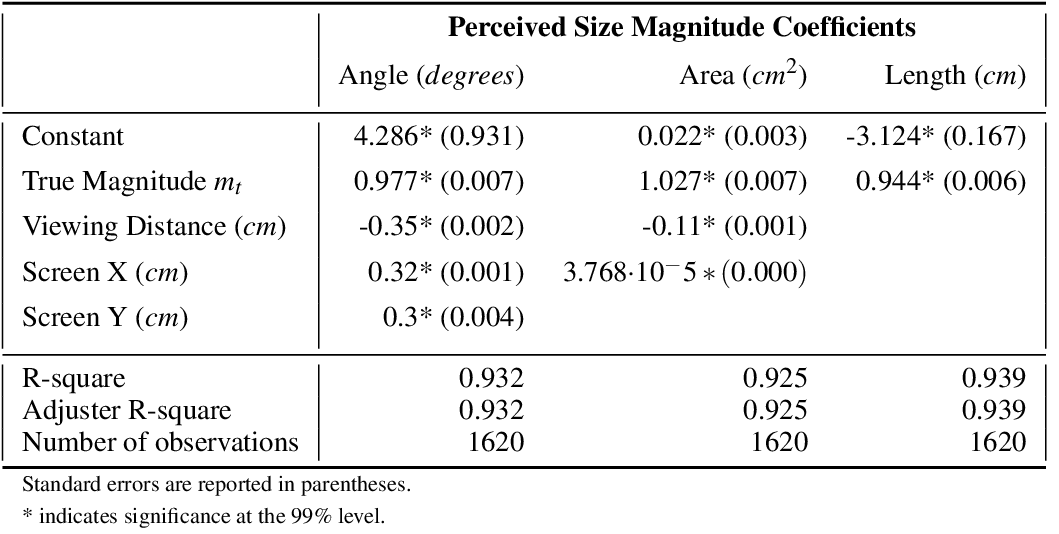 Perceived Size Magnitude Coefficients
Angle (degrees) Area (cm²) Length (cm)
Constant 4.286* (0.931) 0.022* (0.003) -3.124* (0.167)
True Magnitude mₜ 0.977* (0.007) 1.027* (0.007) 0.944* (0.006)
Viewing Distance (cm) -0.35* (0.002) -0.11* (0.001)
Screen X (cm) 0.32* (0.001) 3.768·10⁻5 ∗ (0.000)
Screen Y (cm) 0.3* (0.004)
R-square 0.932 0.925 0.939
Adjuster R-square 0.932 0.925 0.939
Number of observations 1620 1620 1620
Standard errors are reported in parentheses.
* indicates significance at the 99% level.